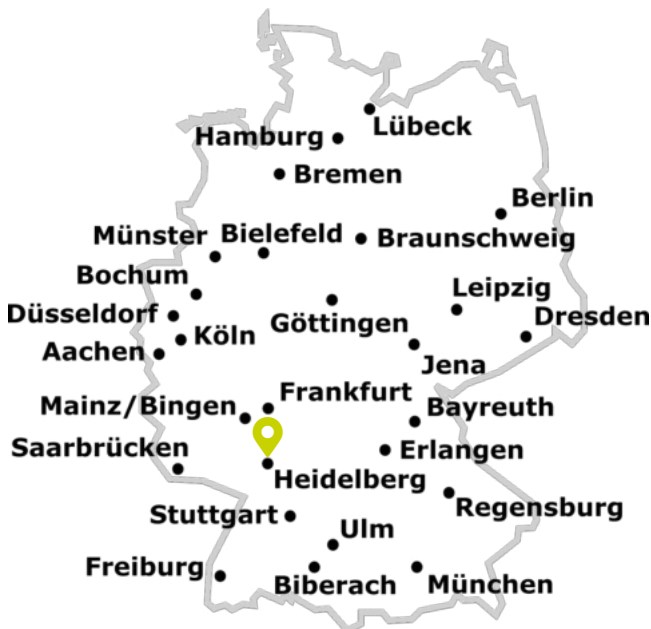 Lübeck
Hamburg
Bremen
Berlin
Münster
Bielefeld
Braunschweig
Bochum
Leipzig
Düsseldorf
Göttingen
Dresden
Köln
Aachen
Jena
Frankfurt
Mainz/Bingen
Bayreuth
Saarbrücken
Erlangen
Heidelberg
Stuttgart
Regensburg
Ulm
Freiburg
Biberach
München